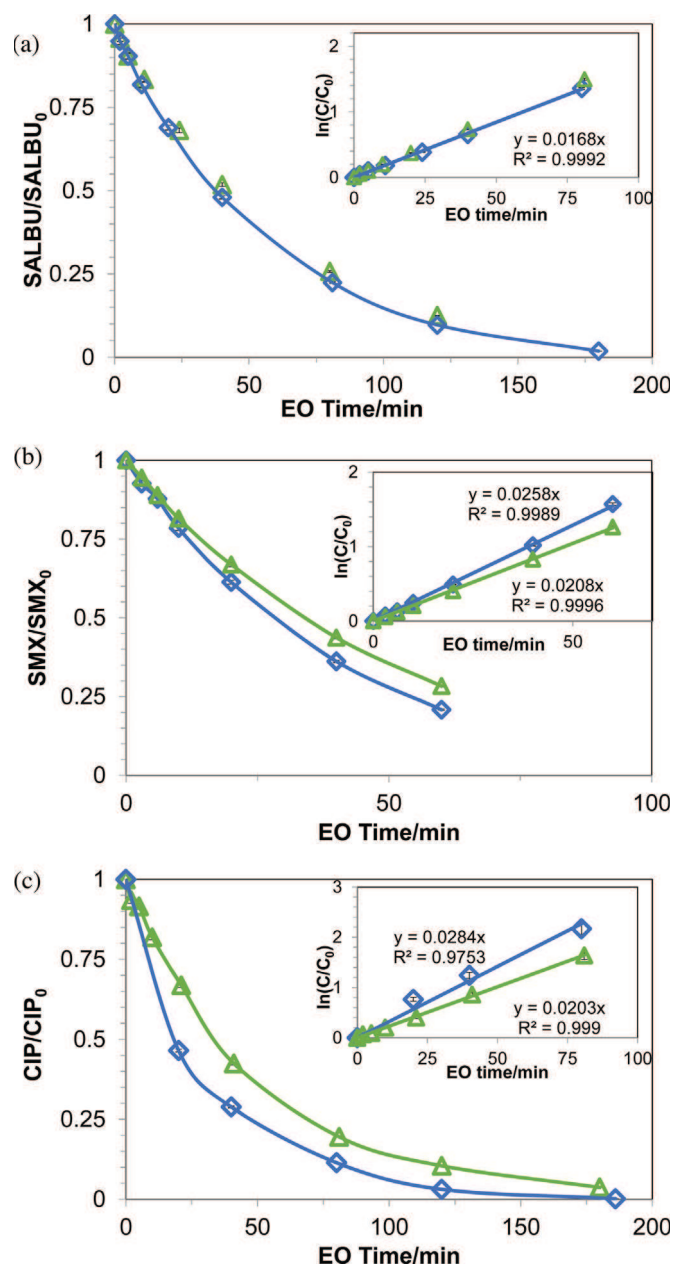 (a)
1
0.75
0.5
0.25
0
SALBU/SALBU0
0
50
100
150
200
EO Time/min
2
1
0
ln(C/C0)
y = 0.0168x
R² = 0.9992
0
25
50
75
100
EO time/min
(b)
1
0.75
0.5
0.25
0
SMX/SMX0
0
50
100
EO Time/min
2
1
0
ln(C/C0)
y = 0.0258x
R² = 0.9989
y = 0.0208x
R² = 0.9996
0
50
EO time/min
(c)
1
0.75
0.5
0.25
0
CIP/CIP0
0
50
100
150
200
EO Time/min
3
2
1
0
ln(C/C0)
y = 0.0284x
R² = 0.9753
y = 0.0203x
R² = 0.999
0
25
50
75
100
EO time/min